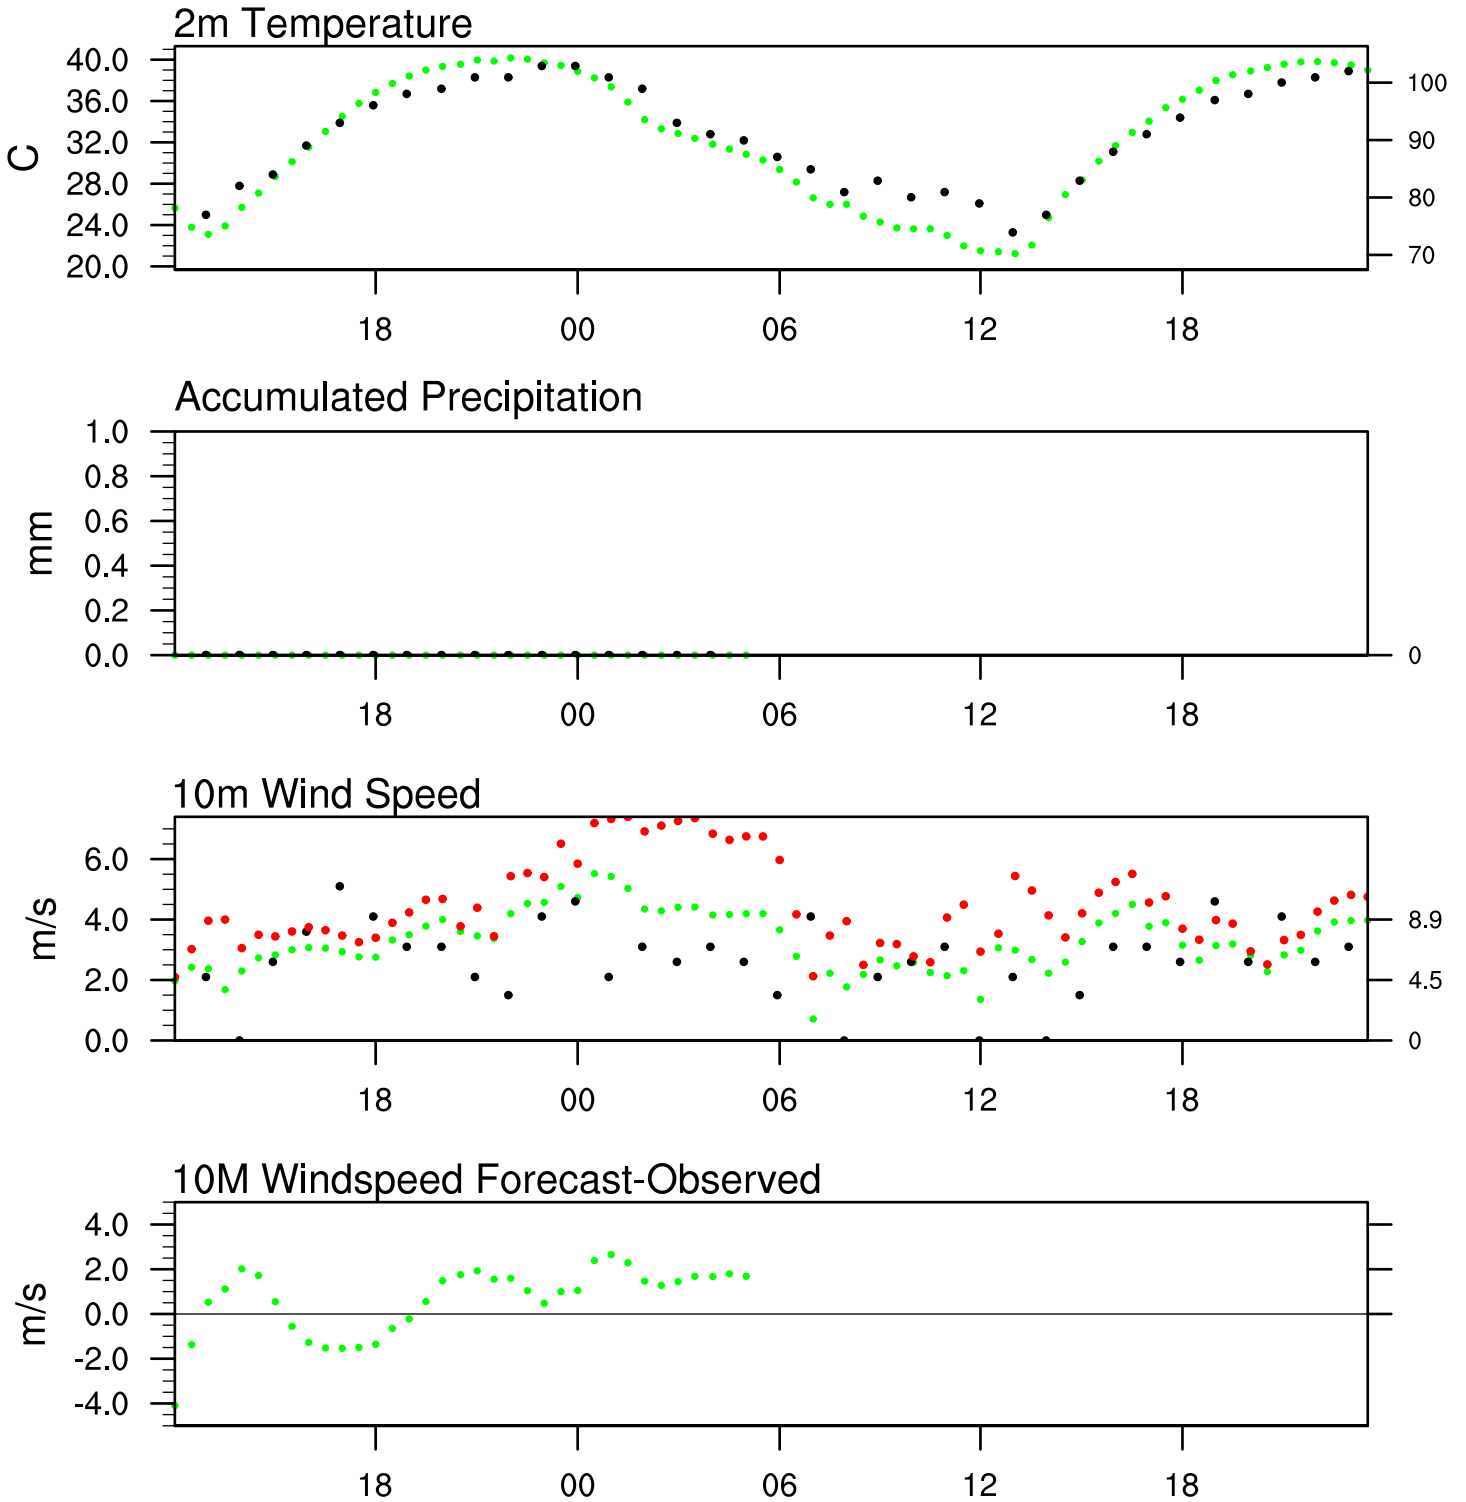 2m Temperature
C
40.0
36.0
32.0
28.0
24.0
20.0
100
90
80
70
18 00 06 12 18
Accumulated Precipitation
mm
1.0
0.8
0.6
0.4
0.2
0.0
0
18 00 06 12 18
10m Wind Speed
m/s
6.0
4.0
2.0
0.0
8.9
4.5
0
18 00 06 12 18
10M Windspeed Forecast-Observed
m/s
4.0
2.0
0.0
-2.0
-4.0
18 00 06 12 18